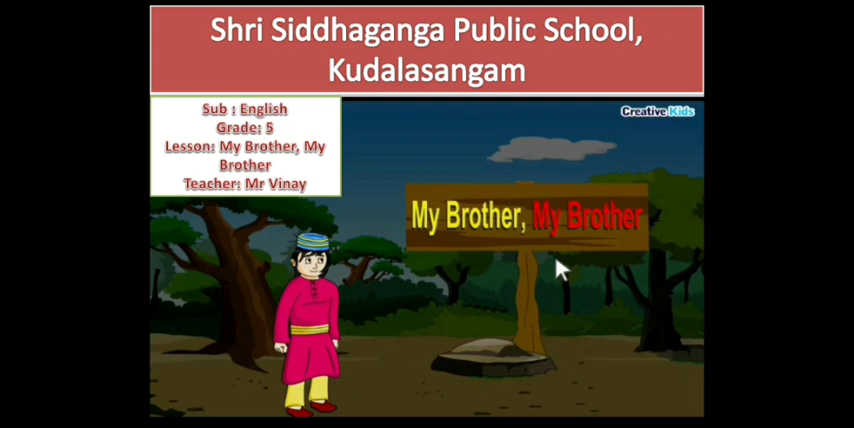 Shri Siddhaganga Public School,
Kudalasangam
Sub : English
Grade: 5
Lesson: My Brother, My
Brother
Teacher: Mr Vinay
Creative Kids
My Brother, My Brother